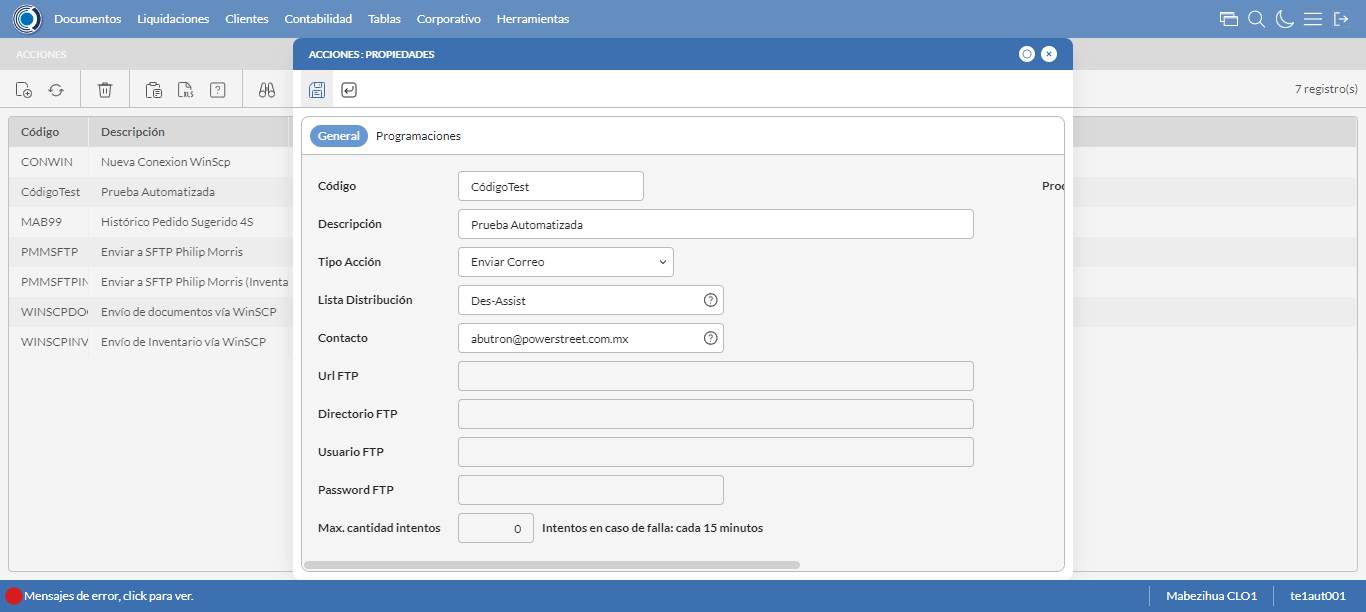 Documentos Liquidaciones Clientes Contabilidad Tablas Corporativo Herramientas
ACCIONES
ACCIONES : PROPIEDADES
XLS
7 registro(s)
Código Descripción
CONWIN Nueva Conexion WinScp
CódigoTest Prueba Automatizada
MAB99 Histórico Pedido Sugerido 4S
PMMSFTP Enviar a SFTP Philip Morris
PMMSFTPIN Enviar a SFTP Philip Morris (Inventa
WINSCPDO Envío de documentos vía WinSCP
WINSCPINV Envío de Inventario vía WinSCP
General Programaciones
Código CódigoTest Proc
Descripción Prueba Automatizada
Tipo Acción Enviar Correo
Lista Distribución Des-Assist ?
Contacto abutron@powerstreet.com.mx ?
Url FTP
Directorio FTP
Usuario FTP
Password FTP
Max. cantidad intentos 0 Intentos en caso de falla: cada 15 minutos
Mensajes de error, click para ver. Mabezihua CLO1 te1aut001